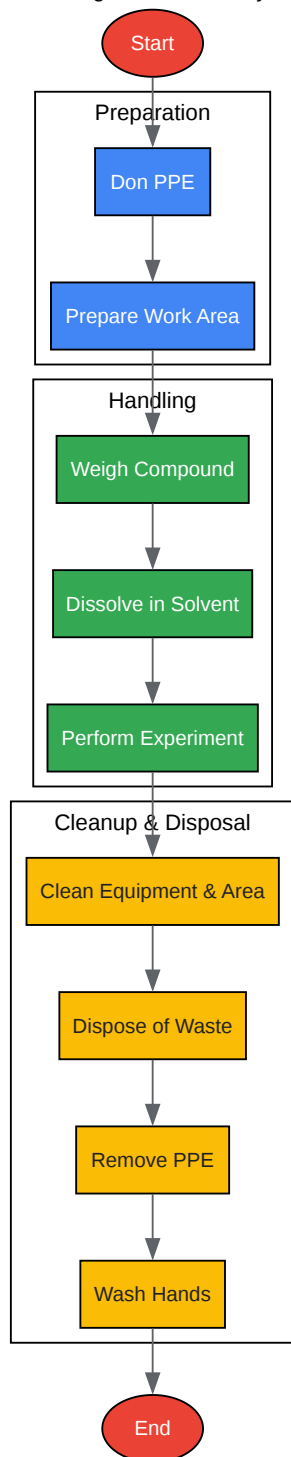 Start
Preparation
Don PPE
Prepare Work Area
Handling
Weigh Compound
Dissolve in Solvent
Perform Experiment
Cleanup & Disposal
Clean Equipment & Area
Dispose of Waste
Remove PPE
Wash Hands
End